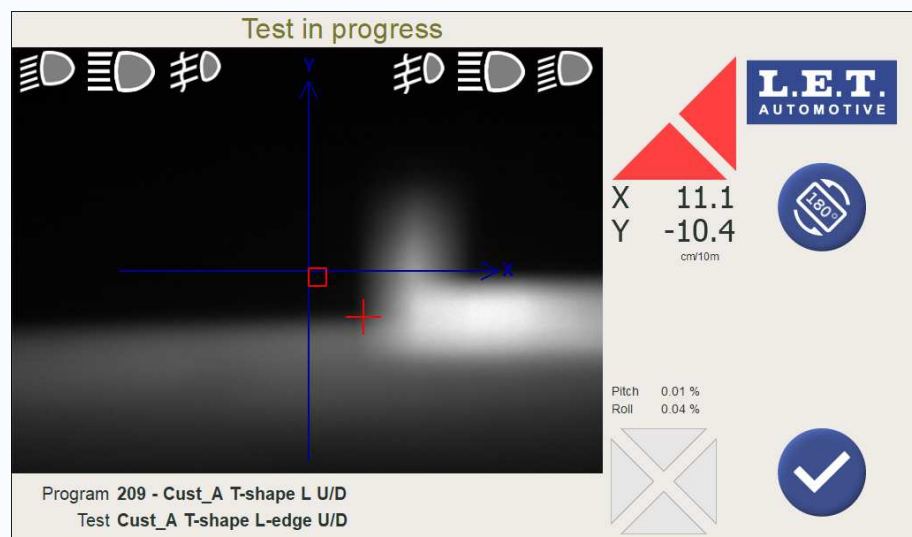 Test in progress
Y
X
L.E.T.
AUTOMOTIVE
180°
X 11.1
Y -10.4
cm/10m
Pitch 0.01 %
Roll 0.04 %
Program 209 - Cust_A T-shape L U/D
Test Cust_A T-shape L-edge U/D